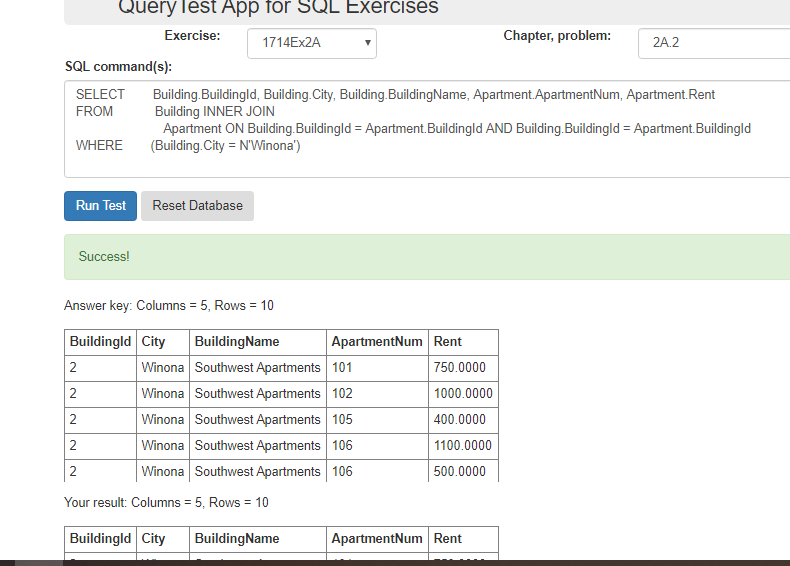 QueryTest App for SQL Exercises
Exercise: 1714Ex2A Chapter, problem: 2A.2
SQL command(s):
SELECT Building.BuildingId, Building.City, Building.BuildingName, Apartment.ApartmentNum, Apartment.Rent
FROM Building INNER JOIN
Apartment ON Building.BuildingId = Apartment.BuildingId AND Building.BuildingId = Apartment.BuildingId
WHERE (Building.City = N'Winona')
Run Test Reset Database
Success!
Answer key: Columns = 5, Rows = 10
BuildingId City BuildingName ApartmentNum Rent
2 Winona Southwest Apartments 101 750.0000
2 Winona Southwest Apartments 102 1000.0000
2 Winona Southwest Apartments 105 400.0000
2 Winona Southwest Apartments 106 1100.0000
2 Winona Southwest Apartments 106 500.0000
Your result: Columns = 5, Rows = 10
BuildingId City BuildingName ApartmentNum Rent